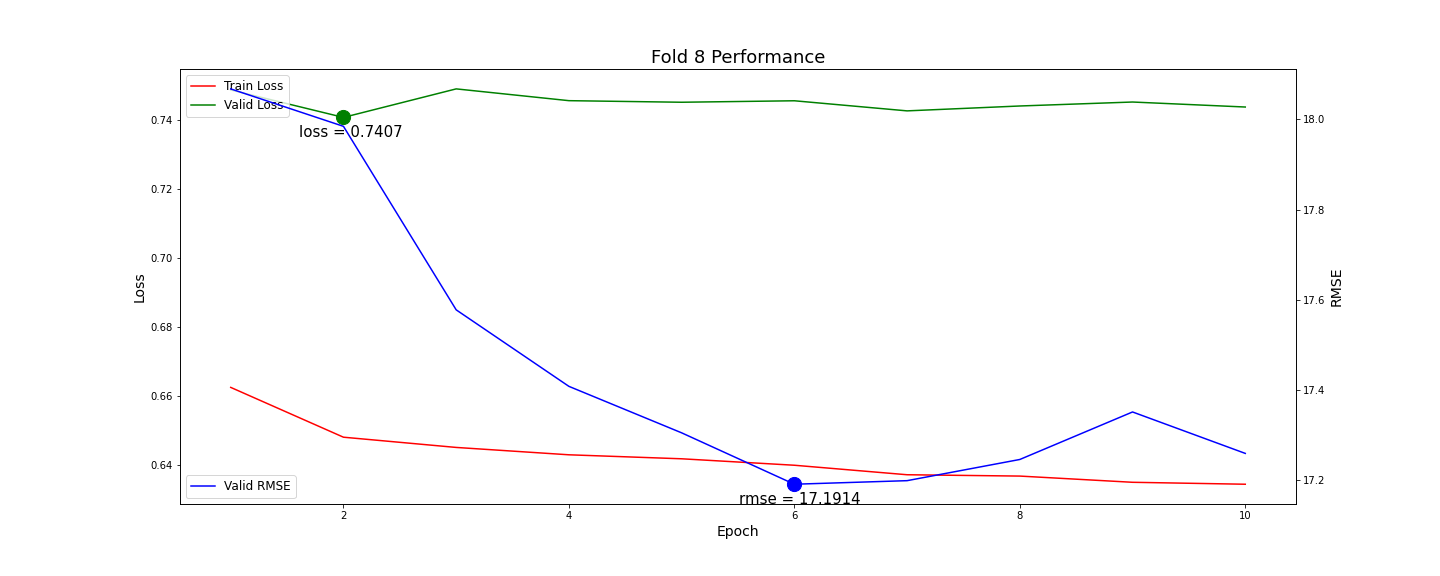 Fold 8 Performance
Train Loss
Valid Loss
loss = 0.7407
0.74
0.72
0.70
0.68
0.66
0.64
Loss
18.0
17.8
17.6
17.4
17.2
RMSE
Valid RMSE
rmse = 17.1914
2
4
6
8
10
Epoch